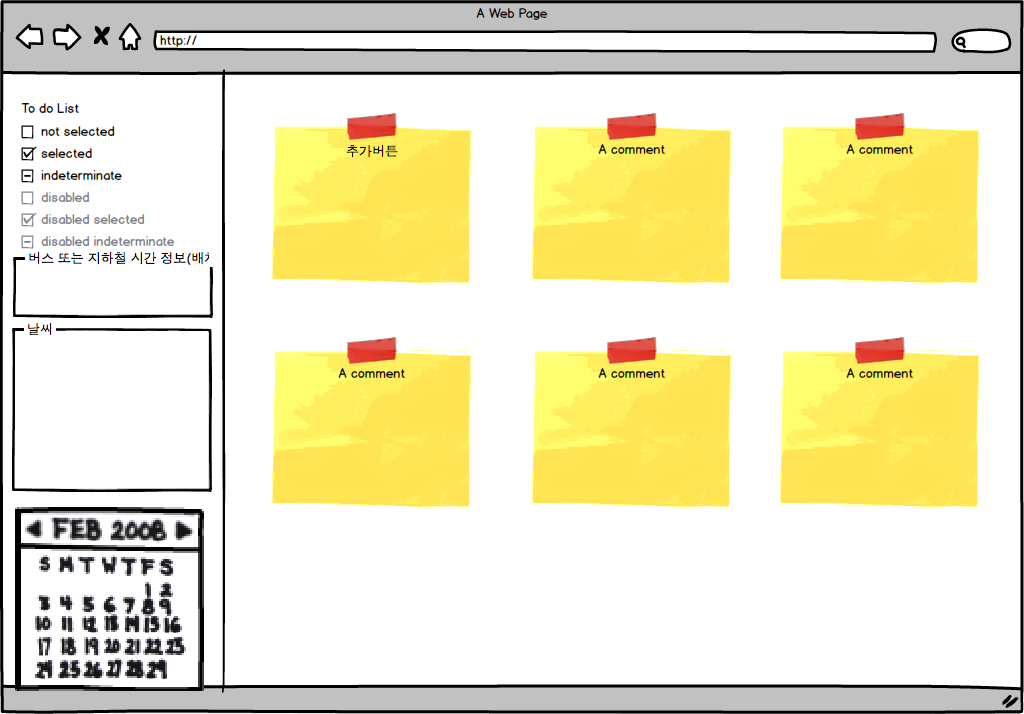 A Web Page
http://
To do List
not selected
selected
indeterminate
disabled
disabled selected
disabled indeterminate
버스 또는 지하철 시간 정보(배차
날씨
FEB 2008
S M T W T F S
1 2
3 4 5 6 7 8 9
10 11 12 13 14 15 16
17 18 19 20 21 22 23
24 25 26 27 28 29
추가버튼
A comment
A comment
A comment
A comment
A comment